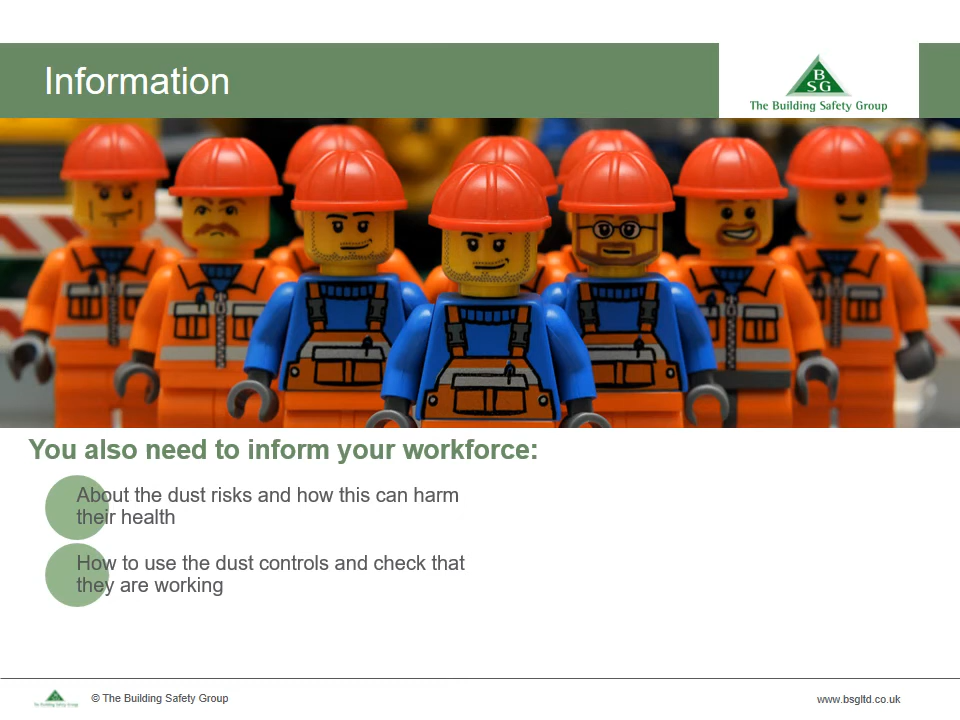 Information
B
SG
The Building Safety Group
You also need to inform your workforce:
About the dust risks and how this can harm
their health
How to use the dust controls and check that
they are working
© The Building Safety Group
www.bsgltd.co.uk